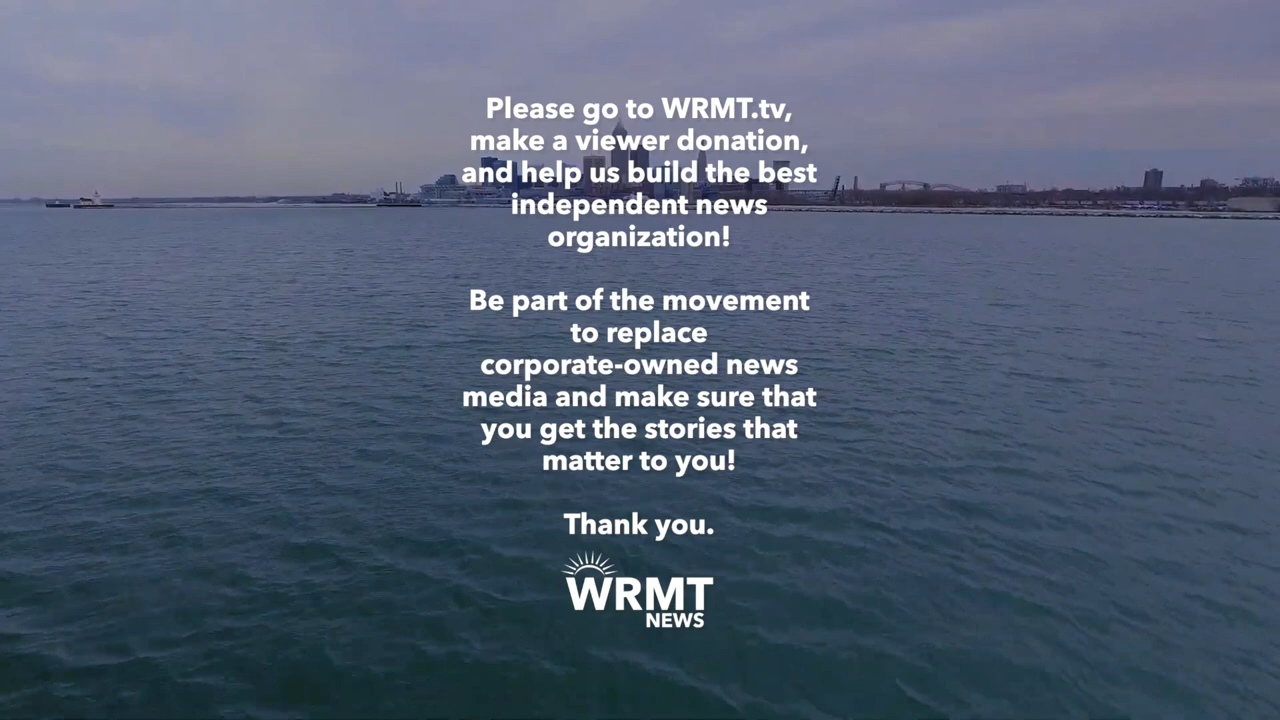 Please go to WRMT.tv,
make a viewer donation,
and help us build the best
independent news
organization!
Be part of the movement
to replace
corporate-owned news
media and make sure that
you get the stories that
matter to you!
Thank you.
WRMT
NEWS